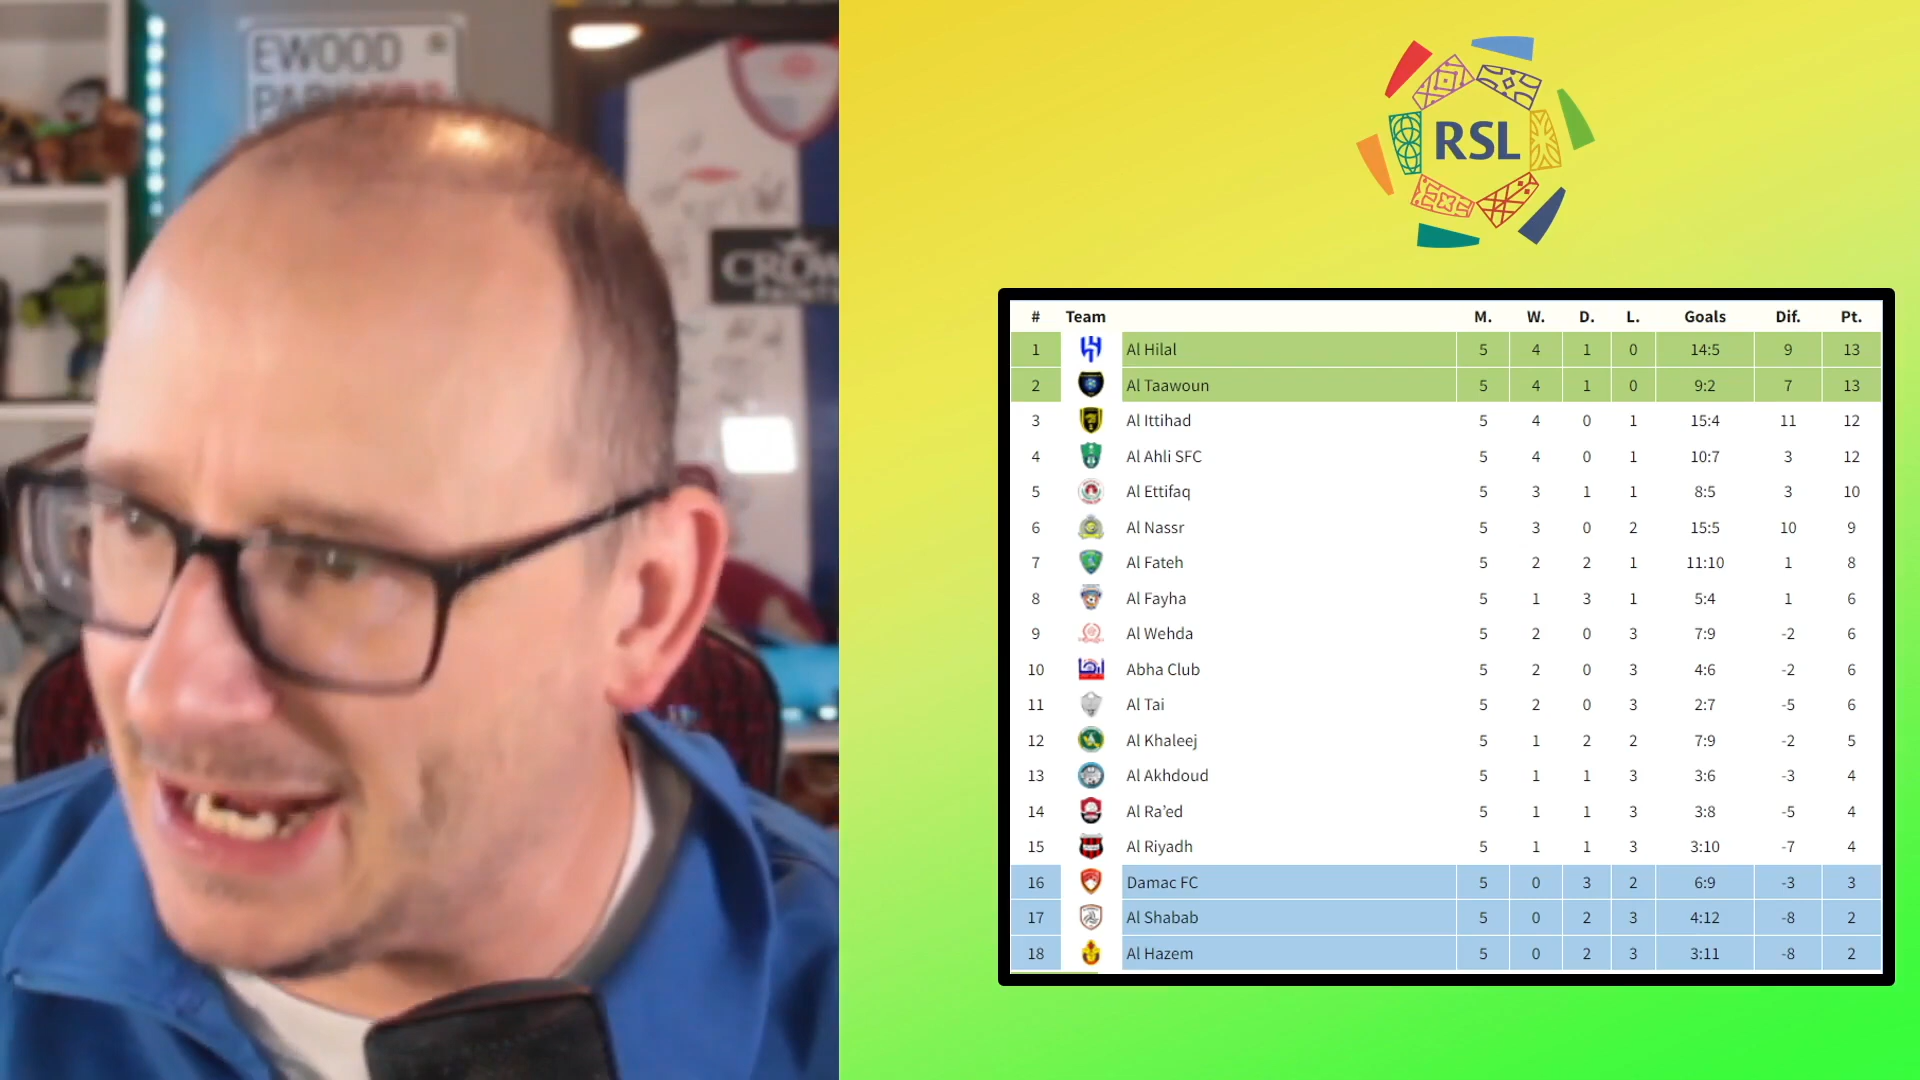 EWOOD
CROW
PAINTS
RSL
# Team M. W. D. L. Goals Dif. Pt.
1 Al Hilal 5 4 1 0 14:5 9 13
2 Al Taawoun 5 4 1 0 9:2 7 13
3 Al Ittihad 5 4 0 1 15:4 11 12
4 Al Ahli SFC 5 4 0 1 10:7 3 12
5 Al Ettifaq 5 3 1 1 8:5 3 10
6 Al Nassr 5 3 0 2 15:5 10 9
7 Al Fateh 5 2 2 1 11:10 1 8
8 Al Fayha 5 1 3 1 5:4 1 6
9 Al Wehda 5 2 0 3 7:9 -2 6
10 Abha Club 5 2 0 3 4:6 -2 6
11 Al Tai 5 2 0 3 2:7 -5 6
12 Al Khaleej 5 1 2 2 7:9 -2 5
13 Al Akhdoud 5 1 1 3 3:6 -3 4
14 Al Ra’ed 5 1 1 3 3:8 -5 4
15 Al Riyadh 5 1 1 3 3:10 -7 4
16 Damac FC 5 0 3 2 6:9 -3 3
17 Al Shabab 5 0 2 3 4:12 -8 2
18 Al Hazem 5 0 2 3 3:11 -8 2